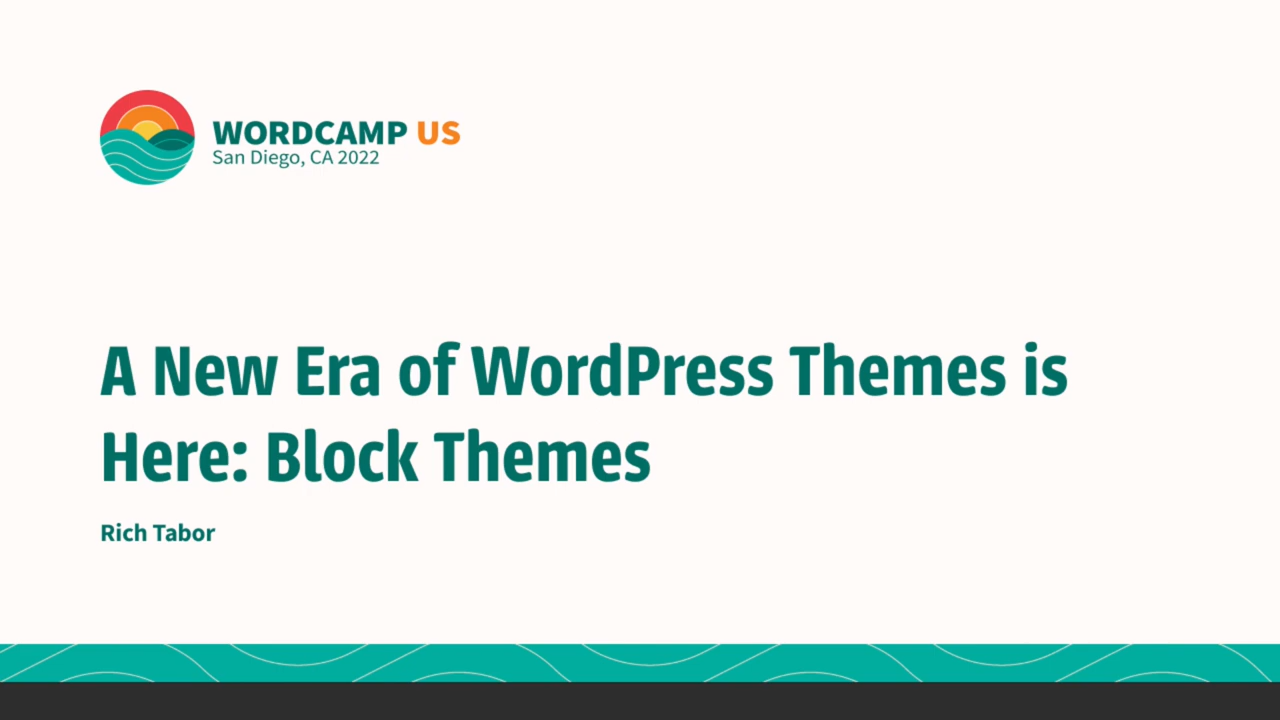 WORDCAMP US
San Diego, CA 2022
A New Era of WordPress Themes is
Here: Block Themes
Rich Tabor